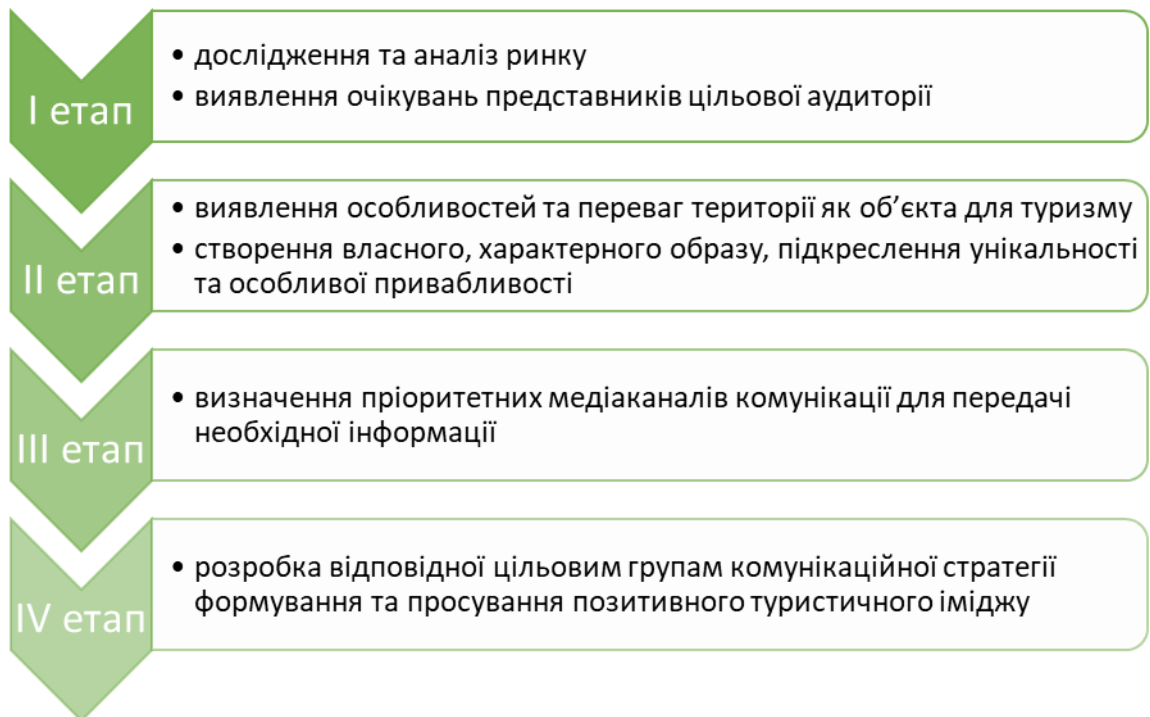 І етап
• дослідження та аналіз ринку
• виявлення очікувань представників цільової аудиторії
ІІ етап
• виявлення особливостей та переваг території як об’єкта для туризму
• створення власного, характерного образу, підкреслення унікальності
та особливої привабливості
ІІІ етап
• визначення пріоритетних медіаканалів комунікації для передачі
необхідної інформації
IV етап
• розробка відповідної цільовим групам комунікаційної стратегії
формування та просування позитивного туристичного іміджу